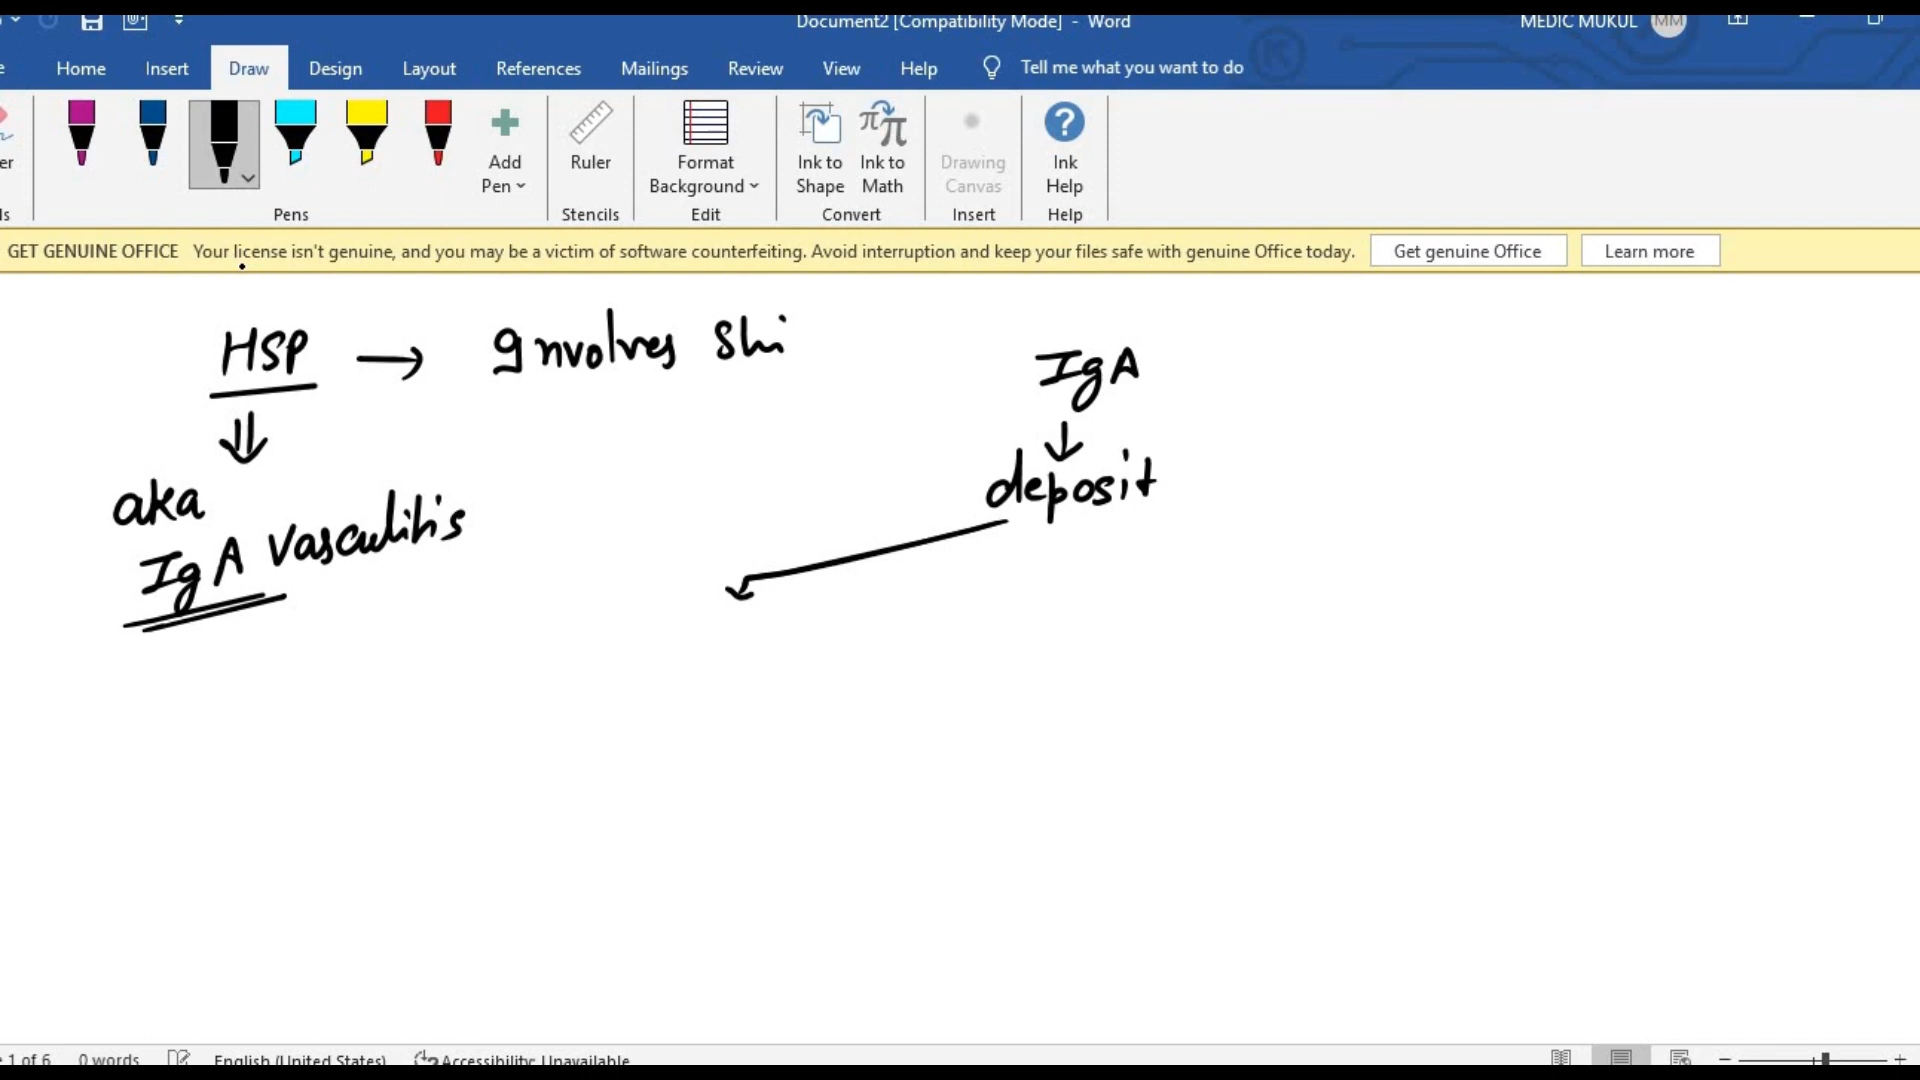 Document2 [Compatibility Mode] - Word
MEDIC MUKUL MM
Home Insert Draw Design Layout References Mailings Review View Help Tell me what you want to do
Add Pen
Ruler
Format Background
Ink to Shape
Ink to Math
Drawing Canvas
Ink Help
Pens Stencils Edit Convert Insert Help
GET GENUINE OFFICE Your license isn't genuine, and you may be a victim of software counterfeiting. Avoid interruption and keep your files safe with genuine Office today. Get genuine Office Learn more
HSP → Involves Ski
IgA
deposit
aka
IgA Vasculitis
1 of 6 0 words English (United States) Accessibility: Unavailable